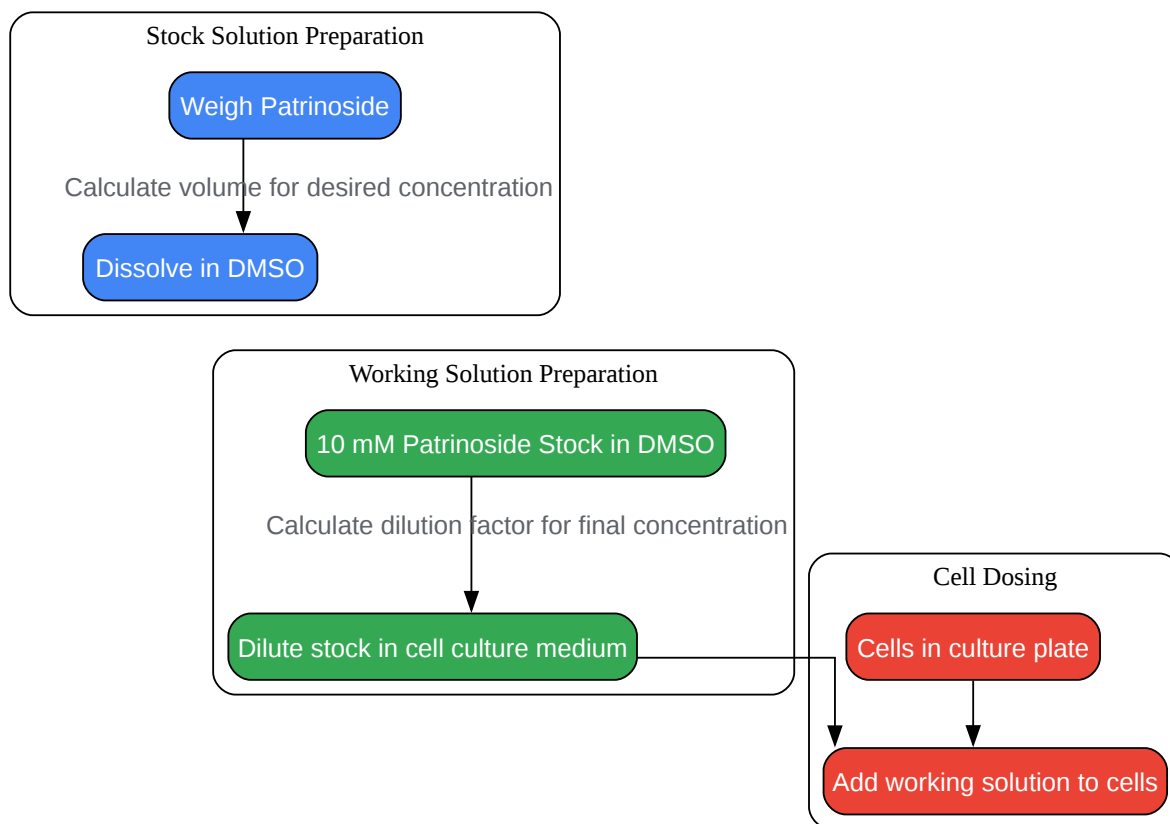 Stock Solution Preparation
Weigh Patrinoside
Calculate volume for desired concentration
Dissolve in DMSO
Working Solution Preparation
10 mM Patrinoside Stock in DMSO
Calculate dilution factor for final concentration
Dilute stock in cell culture medium
Cell Dosing
Cells in culture plate
Add working solution to cells